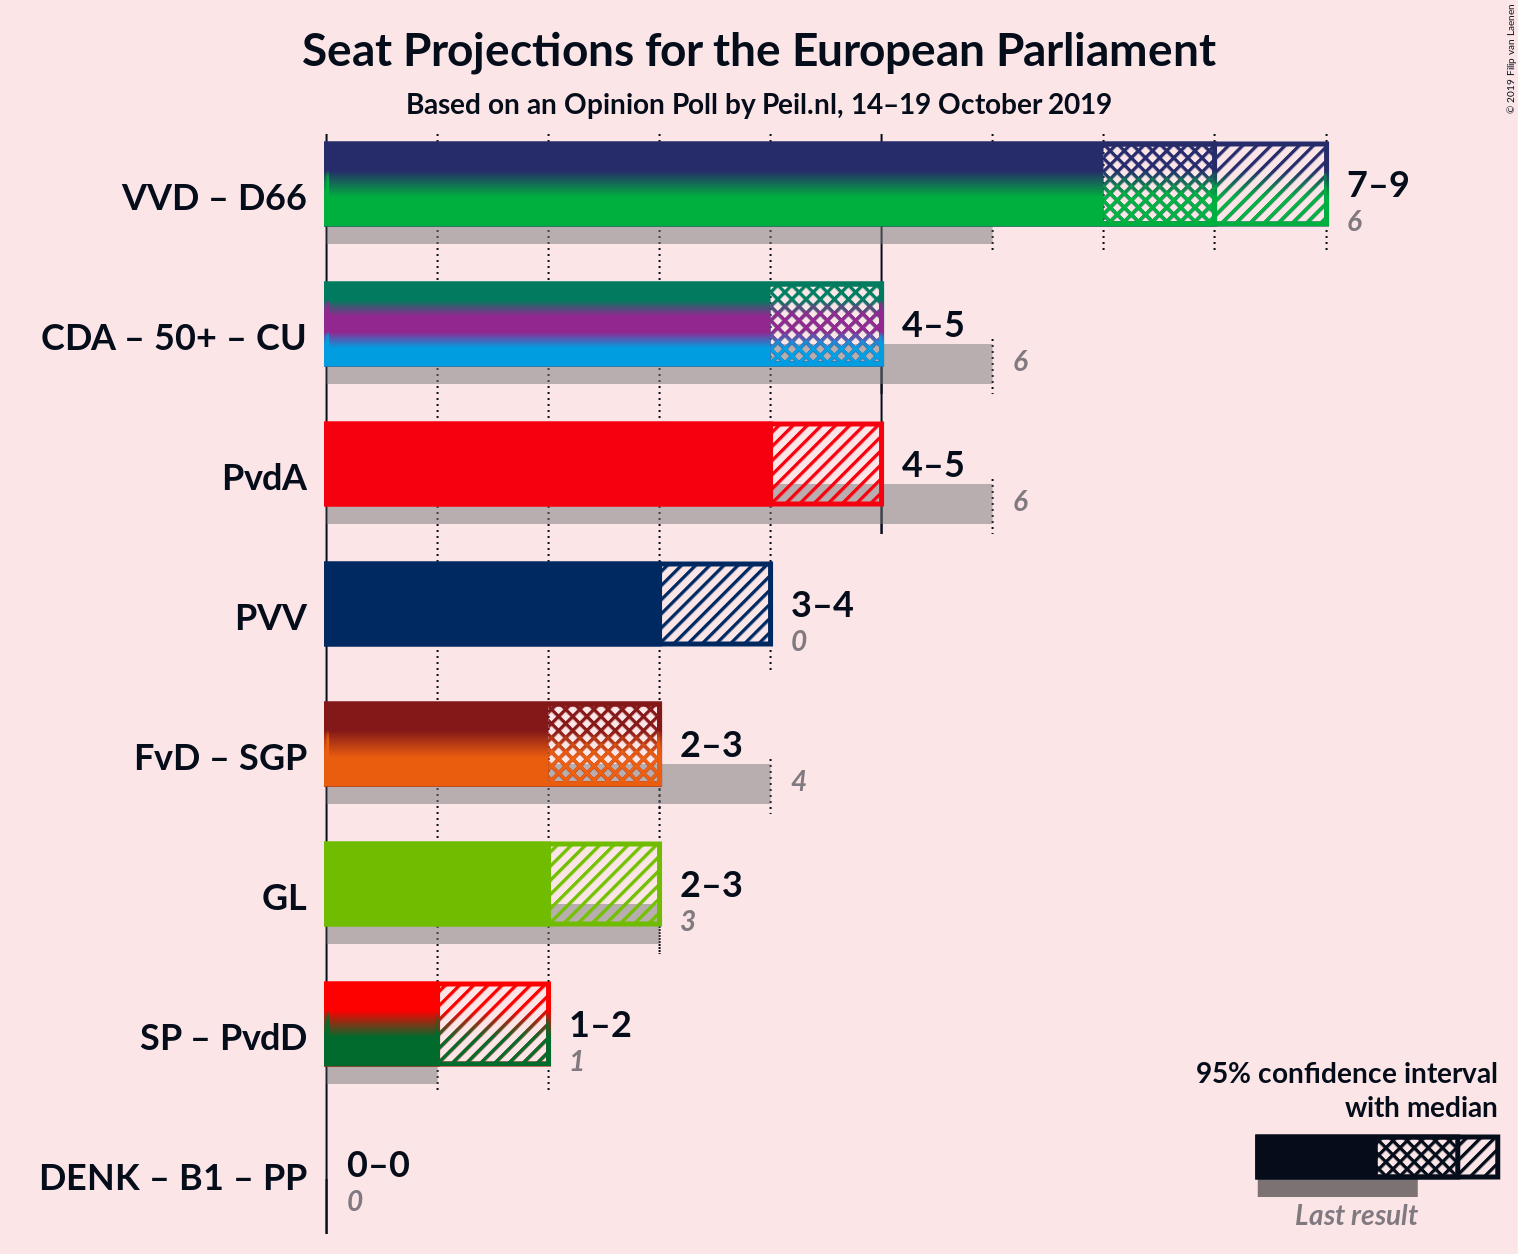 Seat Projections for the European Parliament
Based on an Opinion Poll by Peil.nl, 14–19 October 2019
© 2019 Filip van Laenen
VVD – D66
7–9
6
CDA – 50+ – CU
4–5
6
PvdA
4–5
6
PVV
3–4
0
FvD – SGP
2–3
4
GL
2–3
3
SP – PvdD
1–2
1
DENK – B1 – PP
0–0
0
95% confidence interval
with median
Last result